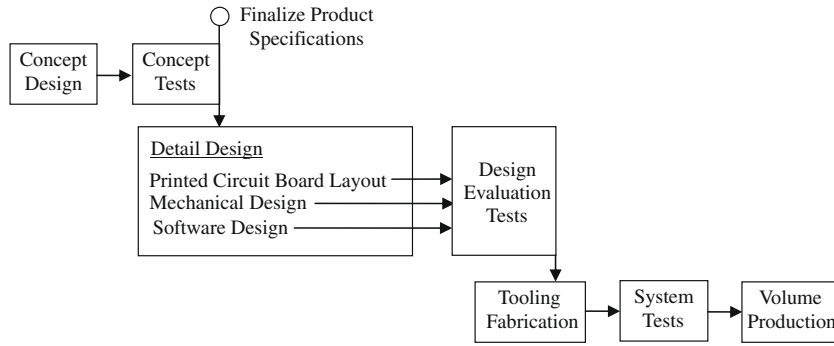 Finalize Product
Specifications
Concept
Design
Concept
Tests
Detail Design
Printed Circuit Board Layout
Mechanical Design
Software Design
Design
Evaluation
Tests
Tooling
Fabrication
System
Tests
Volume
Production